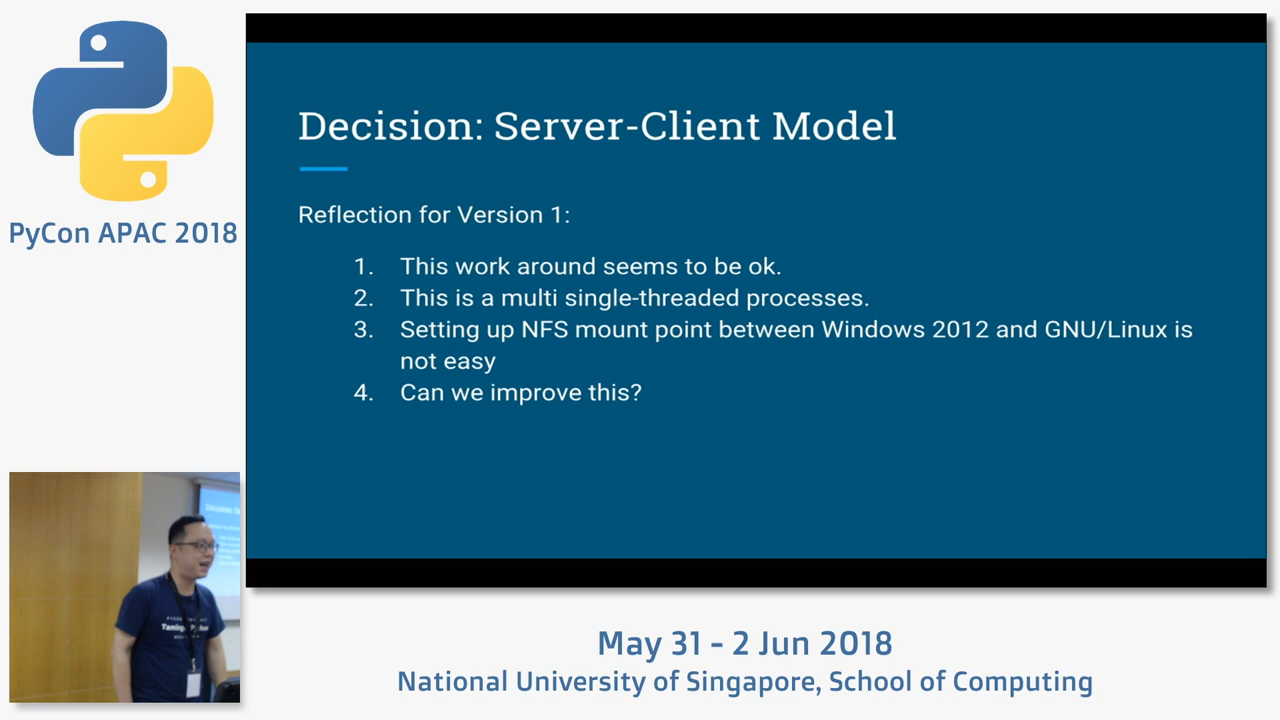 PyCon APAC 2018
Decision: Server-Client Model
Reflection for Version 1:
1. This work around seems to be ok.
2. This is a multi single-threaded processes.
3. Setting up NFS mount point between Windows 2012 and GNU/Linux is
not easy
4. Can we improve this?
May 31 - 2 Jun 2018
National University of Singapore, School of Computing